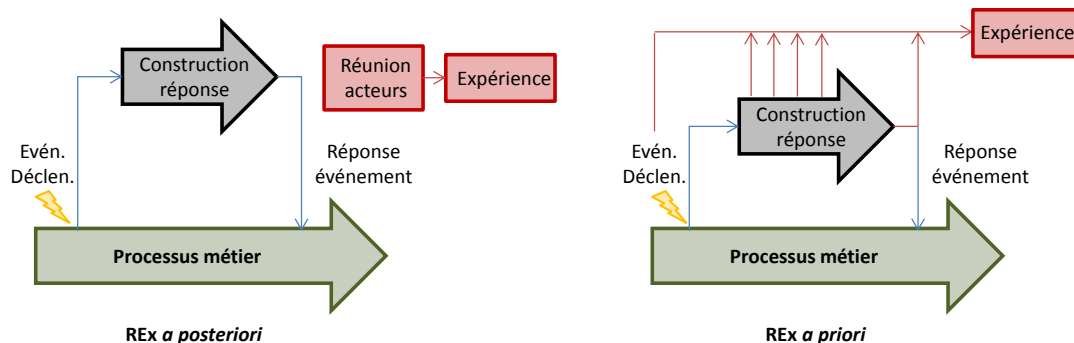 Construction
réponse
Réunion
acteurs
Expérience
Evén.
Déclen.
Réponse
événement
Processus métier
REx a posteriori
Expérience
Construction
réponse
Evén.
Déclen.
Réponse
événement
Processus métier
REx a priori